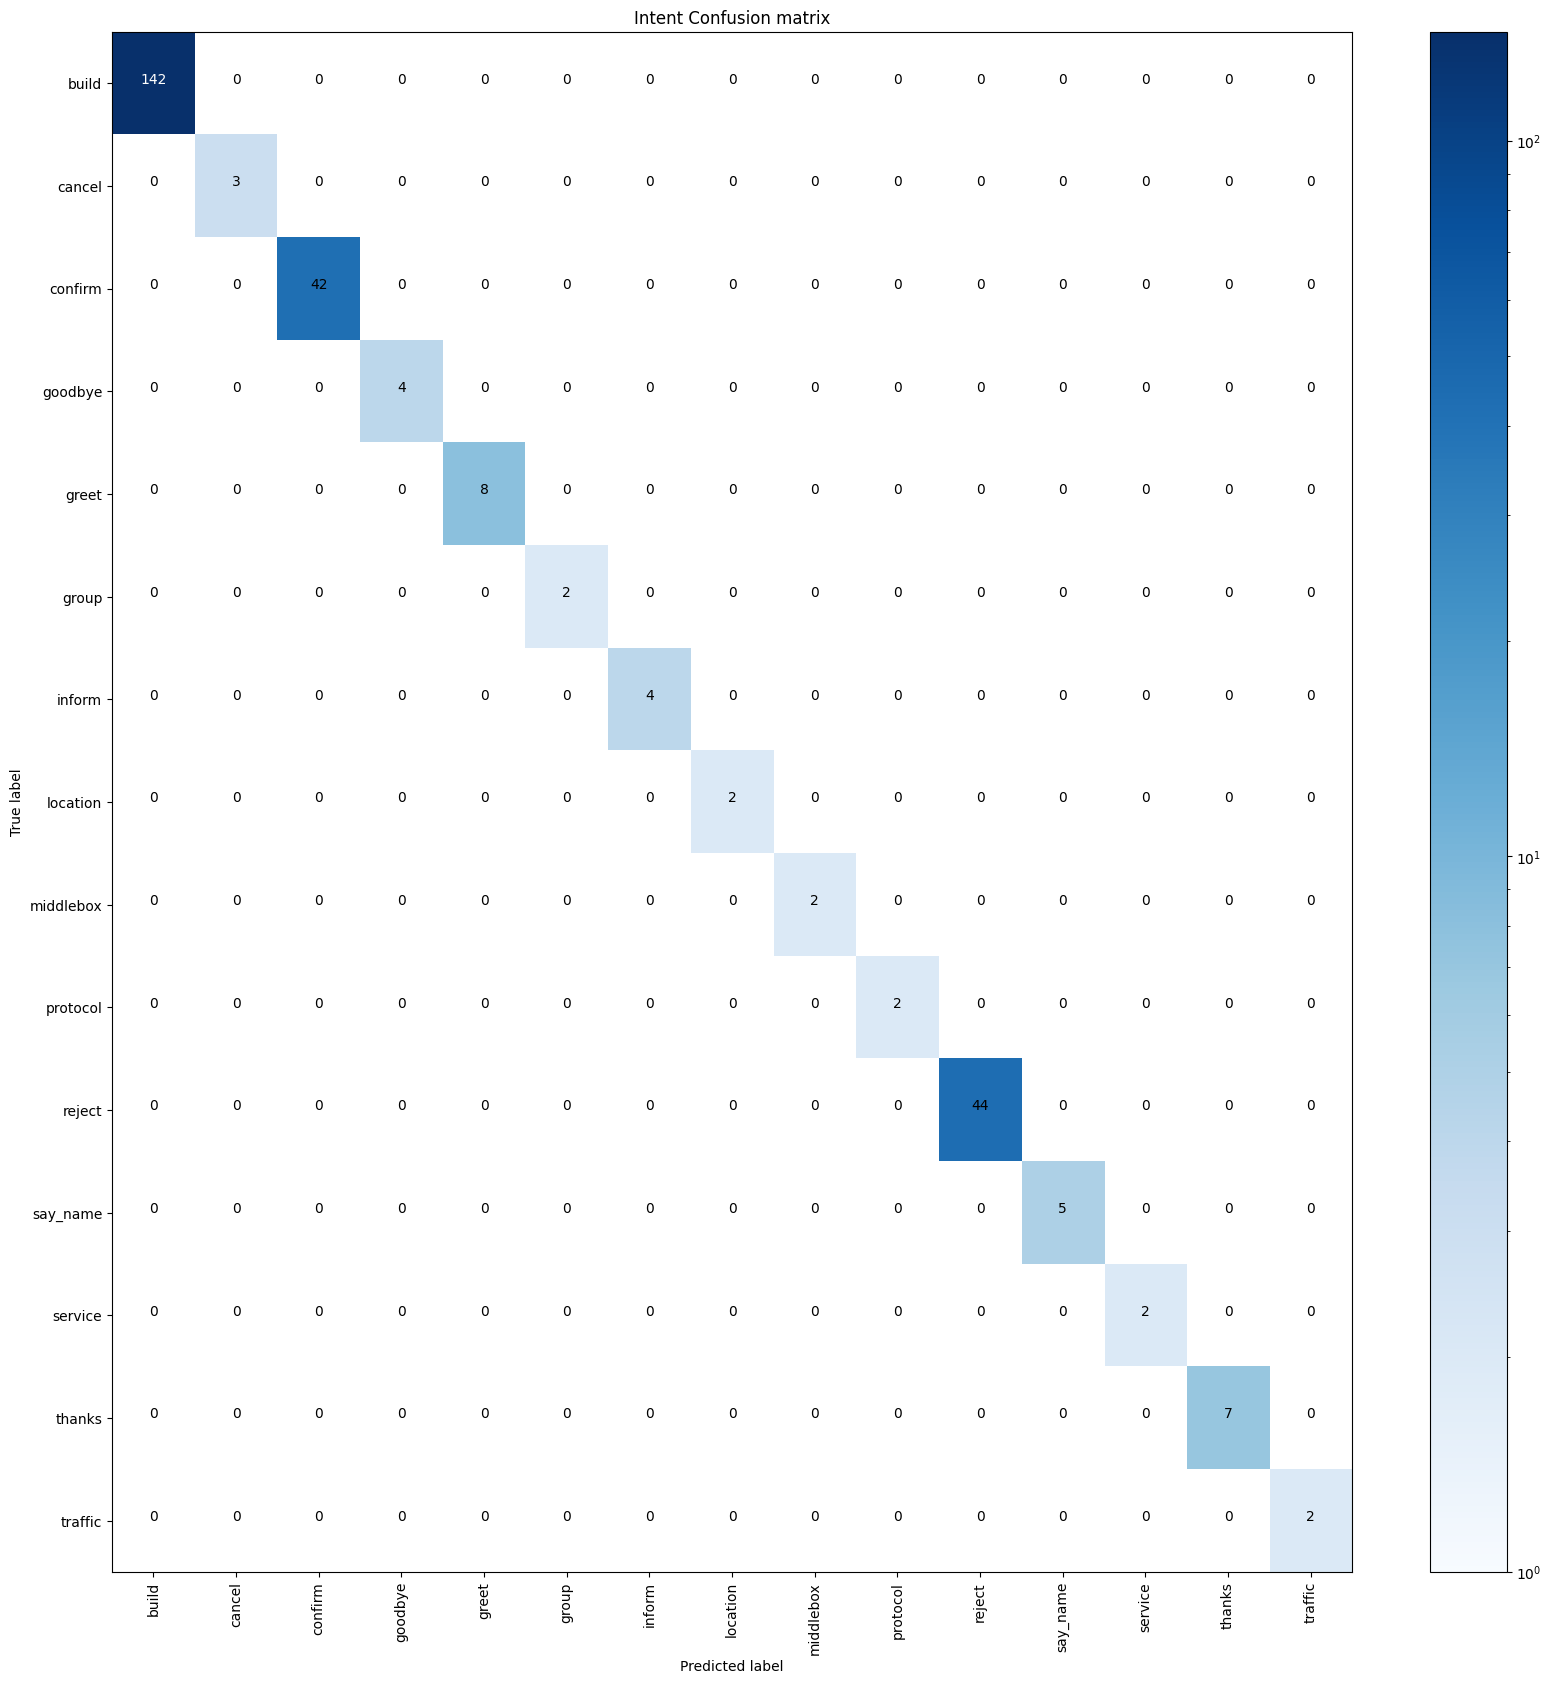 Intent Confusion matrix
build 142 0 0 0 0 0 0 0 0 0 0 0 0 0 0
cancel 0 3 0 0 0 0 0 0 0 0 0 0 0 0 0
confirm 0 0 42 0 0 0 0 0 0 0 0 0 0 0 0
goodbye 0 0 0 4 0 0 0 0 0 0 0 0 0 0 0
greet 0 0 0 0 8 0 0 0 0 0 0 0 0 0 0
group 0 0 0 0 0 2 0 0 0 0 0 0 0 0 0
inform 0 0 0 0 0 0 4 0 0 0 0 0 0 0 0
location 0 0 0 0 0 0 0 2 0 0 0 0 0 0 0
middlebox 0 0 0 0 0 0 0 0 2 0 0 0 0 0 0
protocol 0 0 0 0 0 0 0 0 0 2 0 0 0 0 0
reject 0 0 0 0 0 0 0 0 0 0 44 0 0 0 0
say_name 0 0 0 0 0 0 0 0 0 0 0 5 0 0 0
service 0 0 0 0 0 0 0 0 0 0 0 0 2 0 0
thanks 0 0 0 0 0 0 0 0 0 0 0 0 0 7 0
traffic 0 0 0 0 0 0 0 0 0 0 0 0 0 0 2
build cancel confirm goodbye greet group inform location middlebox protocol reject say_name service thanks traffic
Predicted label
True label
10²
10¹
10⁰